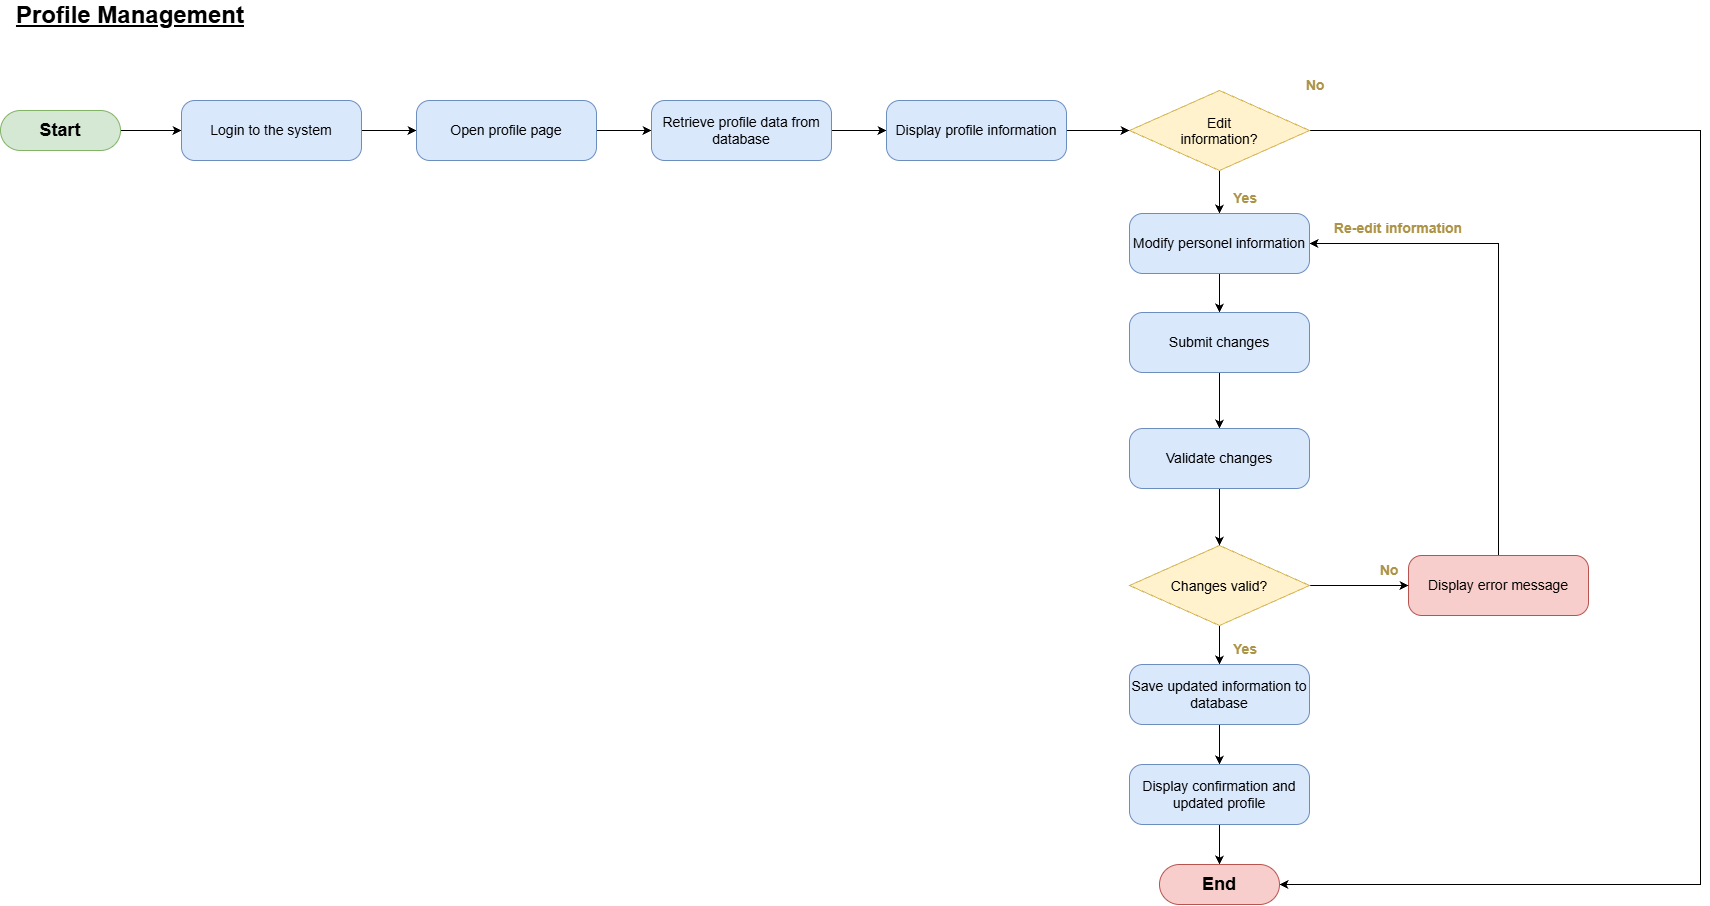 Profile Management
Start
Login to the system
Open profile page
Retrieve profile data from
database
Display profile information
Edit
information?
No
Yes
Modify personel information
Re-edit information
Submit changes
Validate changes
Changes valid?
No
Display error message
Yes
Save updated information to
database
Display confirmation and
updated profile
End